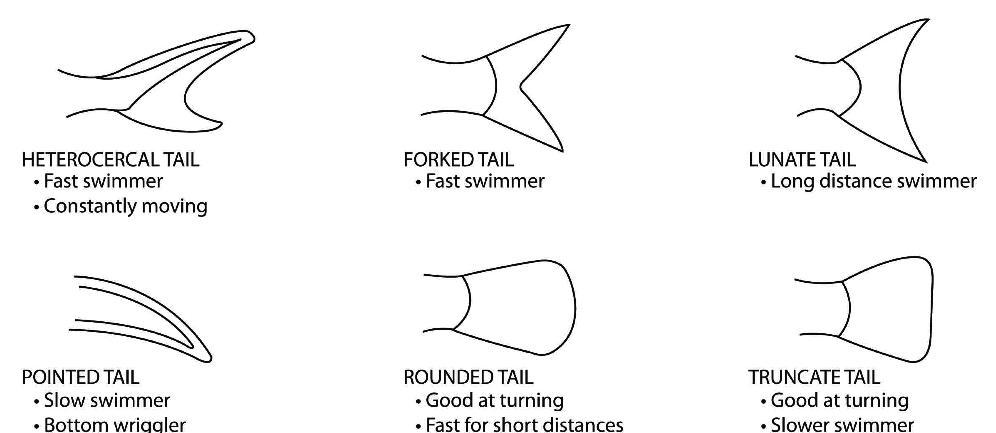 HETEROCERCAL TAIL
• Fast swimmer
• Constantly moving
FORKED TAIL
• Fast swimmer
LUNATE TAIL
• Long distance swimmer
POINTED TAIL
• Slow swimmer
• Bottom wriggler
ROUNDED TAIL
• Good at turning
• Fast for short distances
TRUNCATE TAIL
• Good at turning
• Slower swimmer